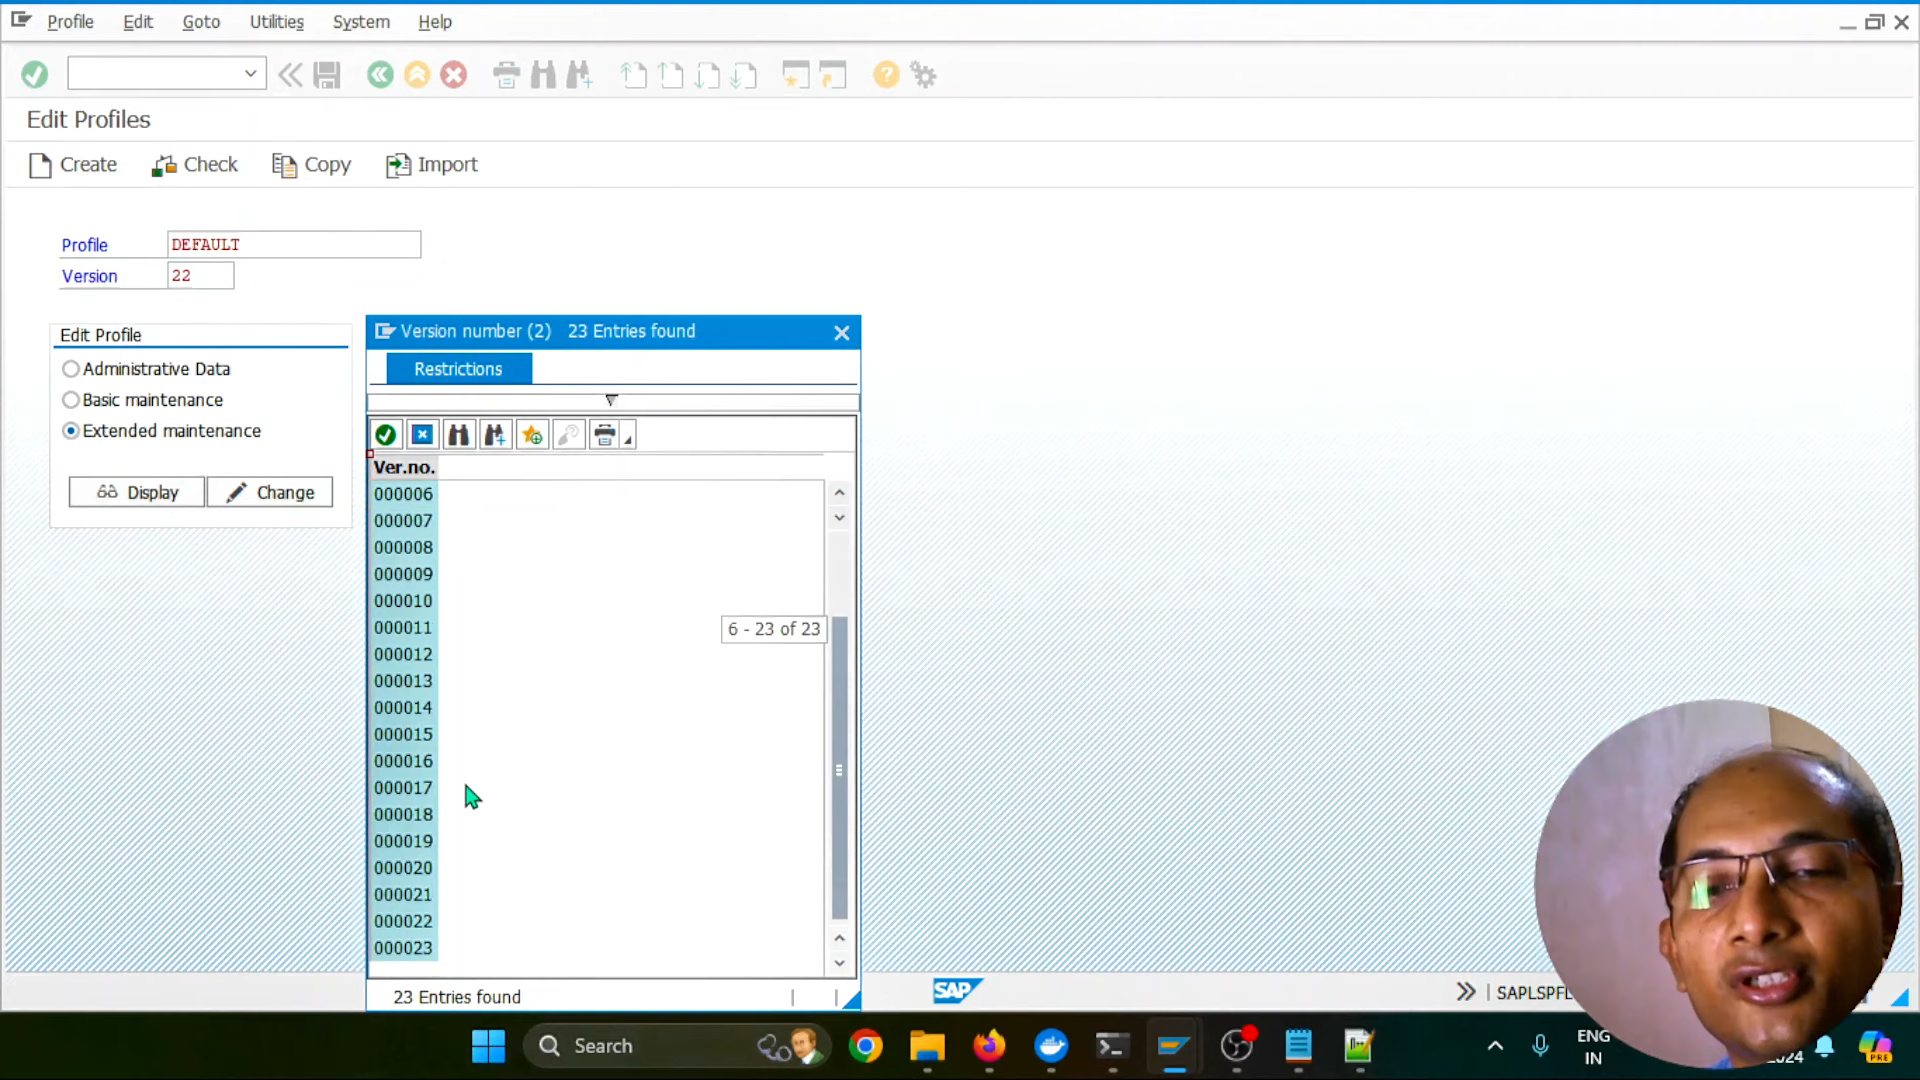 Profile Edit Goto Utilities System Help
Edit Profiles
Create Check Copy Import
Profile DEFAULT
Version 22
Edit Profile
Administrative Data
Basic maintenance
Extended maintenance
Display Change
Version number (2) 23 Entries found
Restrictions
Ver.no.
000006
000007
000008
000009
000010
000011
6 - 23 of 23
000012
000013
000014
000015
000016
000017
000018
000019
000020
000021
000022
000023
23 Entries found
SAP
Search
ENG
IN
PRE